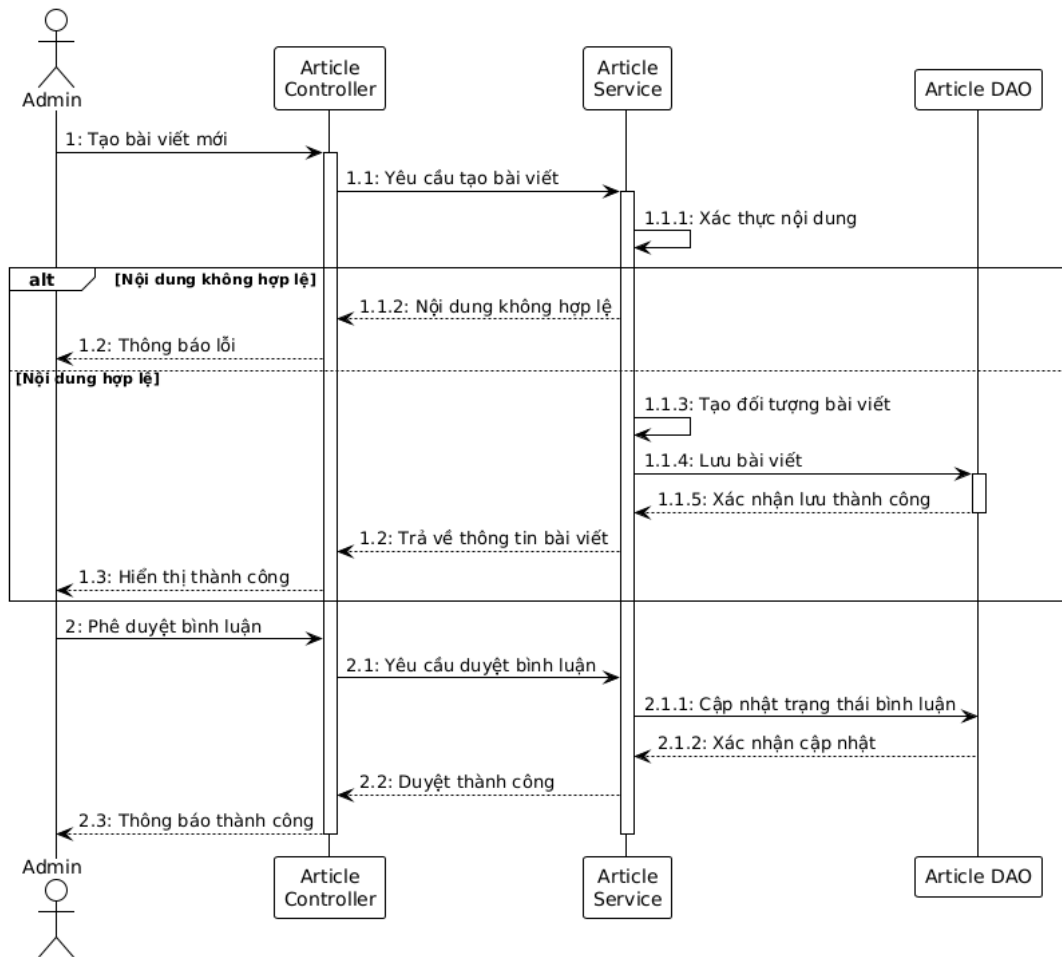 Admin
Article
Controller
Article
Service
Article DAO
1: Tạo bài viết mới
1.1: Yêu cầu tạo bài viết
1.1.1: Xác thực nội dung
alt
[Nội dung không hợp lệ]
1.1.2: Nội dung không hợp lệ
1.2: Thông báo lỗi
[Nội dung hợp lệ]
1.1.3: Tạo đối tượng bài viết
1.1.4: Lưu bài viết
1.1.5: Xác nhận lưu thành công
1.2: Trả về thông tin bài viết
1.3: Hiển thị thành công
2: Phê duyệt bình luận
2.1: Yêu cầu duyệt bình luận
2.1.1: Cập nhật trạng thái bình luận
2.1.2: Xác nhận cập nhật
2.2: Duyệt thành công
2.3: Thông báo thành công
Admin
Article
Controller
Article
Service
Article DAO